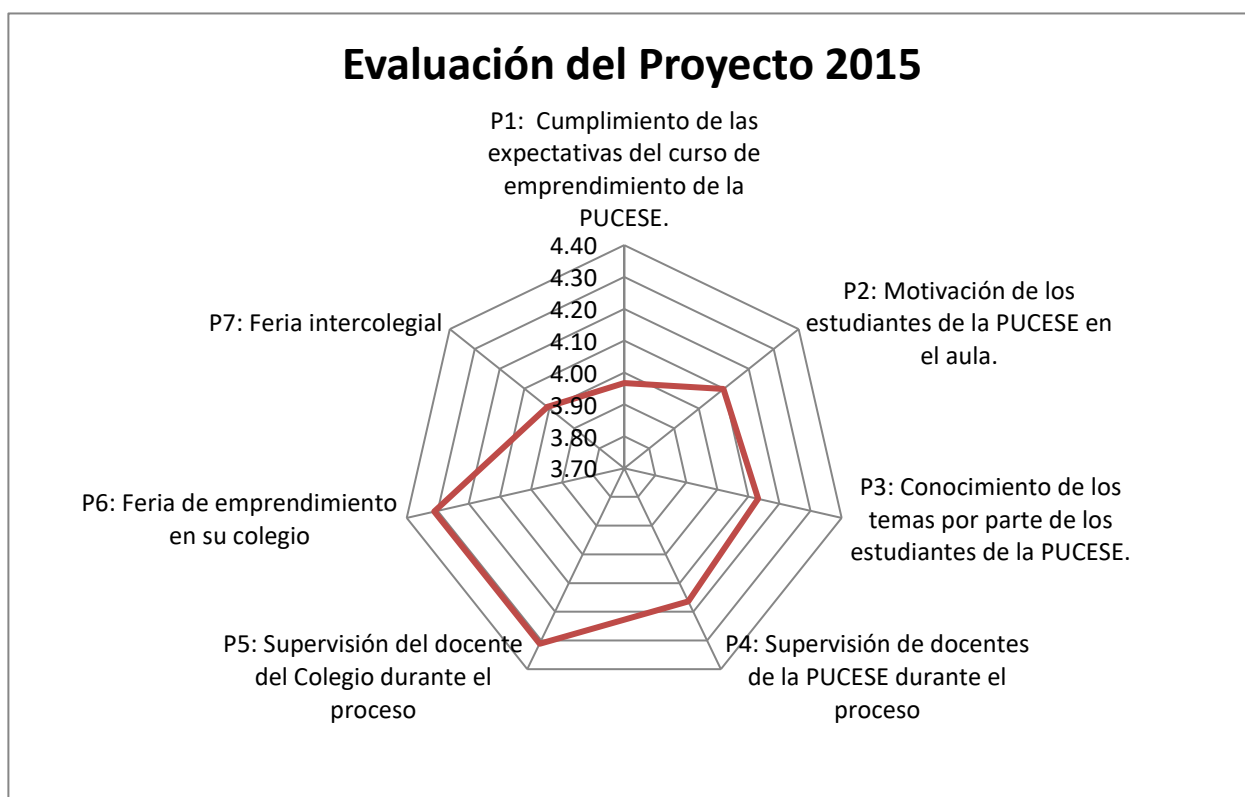 Evaluación del Proyecto 2015
P1: Cumplimiento de las
expectativas del curso de
emprendimiento de la
PUCESE.
4.40
4.30
4.20
4.10
4.00
3.90
3.80
3.70
P2: Motivación de los
estudiantes de la PUCESE en
el aula.
P3: Conocimiento de los
temas por parte de los
estudiantes de la PUCESE.
P4: Supervisión de docentes
de la PUCESE durante el
proceso
P5: Supervisión del docente
del Colegio durante el
proceso
P6: Feria de emprendimiento
en su colegio
P7: Feria intercolegial